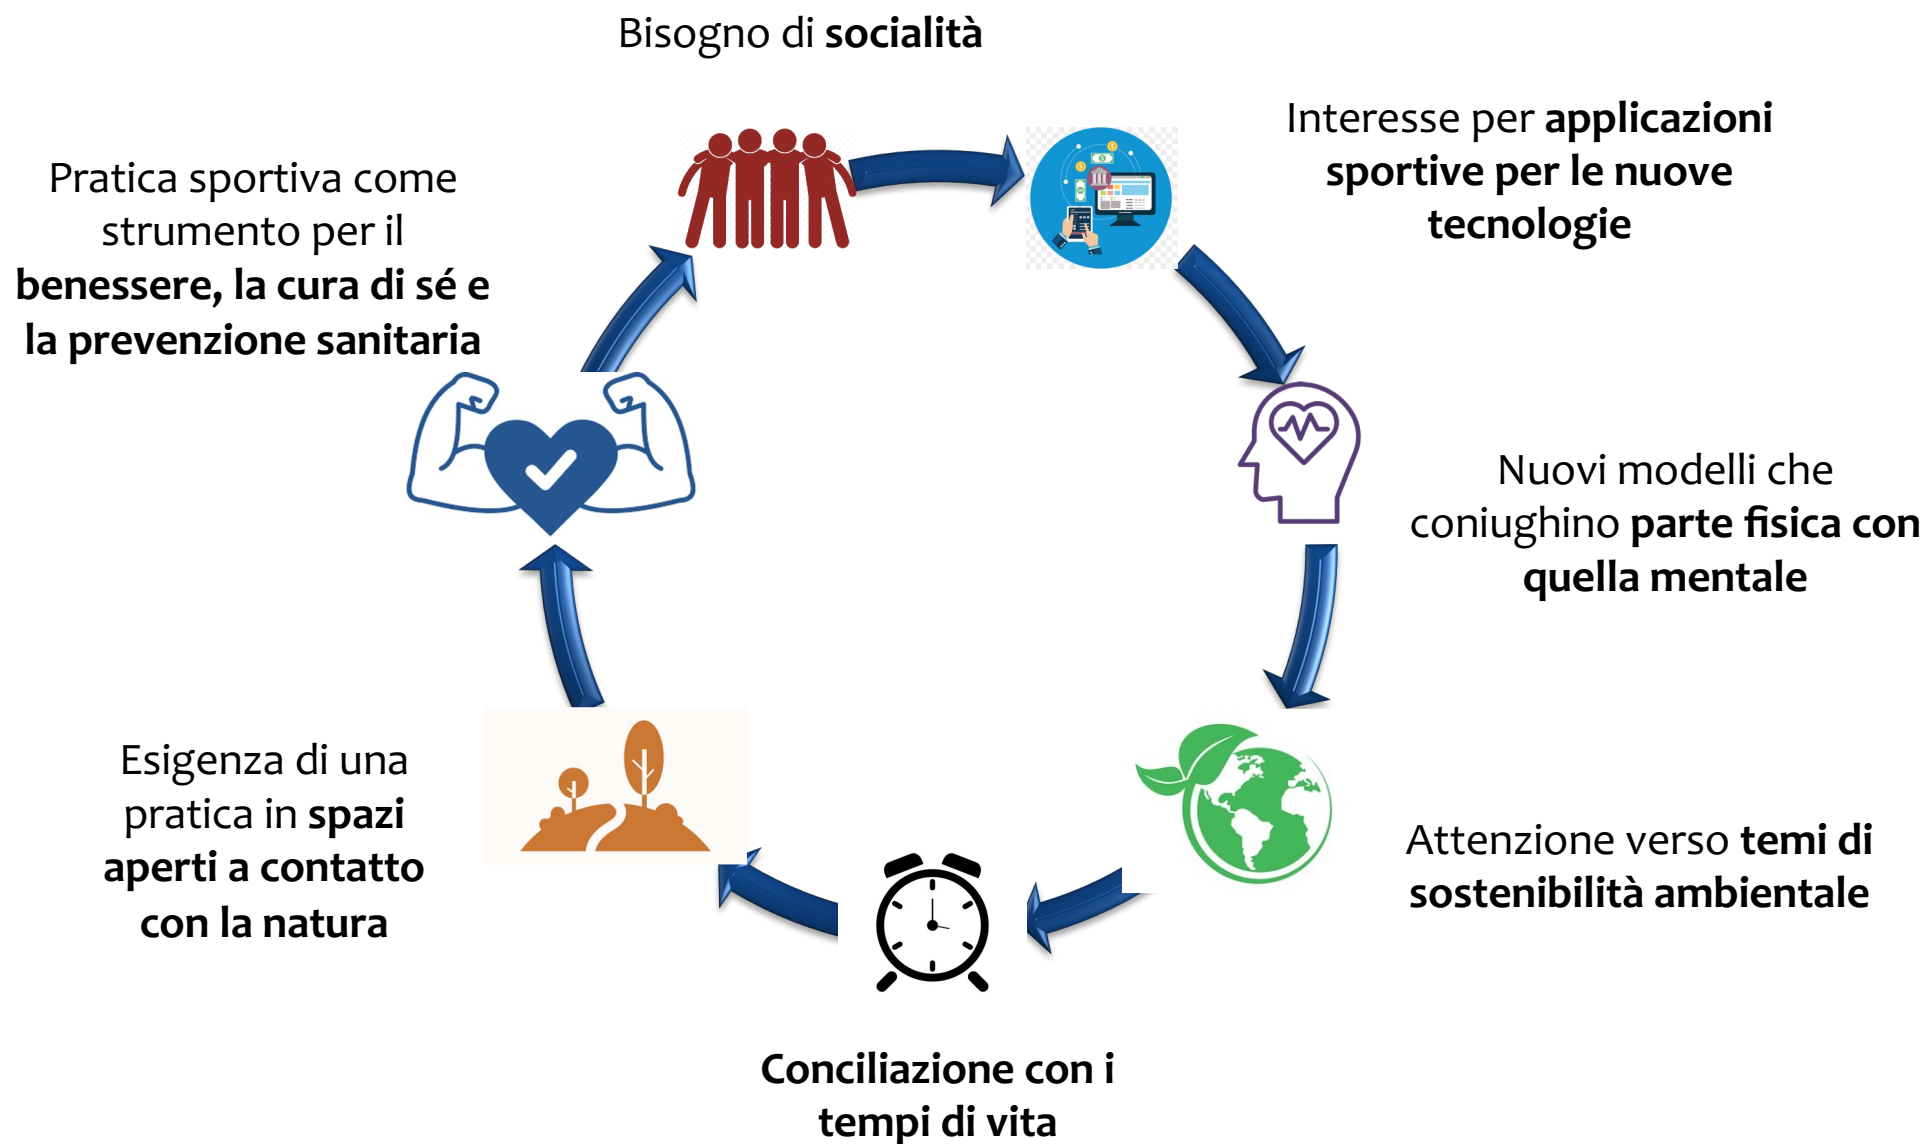 Bisogno di socialità
Interesse per applicazioni
sportive per le nuove
tecnologie
Nuovi modelli che
coniughino parte fisica con
quella mentale
Attenzione verso temi di
sostenibilità ambientale
Conciliazione con i
tempi di vita
Esigenza di una
pratica in spazi
aperti a contatto
con la natura
Pratica sportiva come
strumento per il
benessere, la cura di sé e
la prevenzione sanitaria